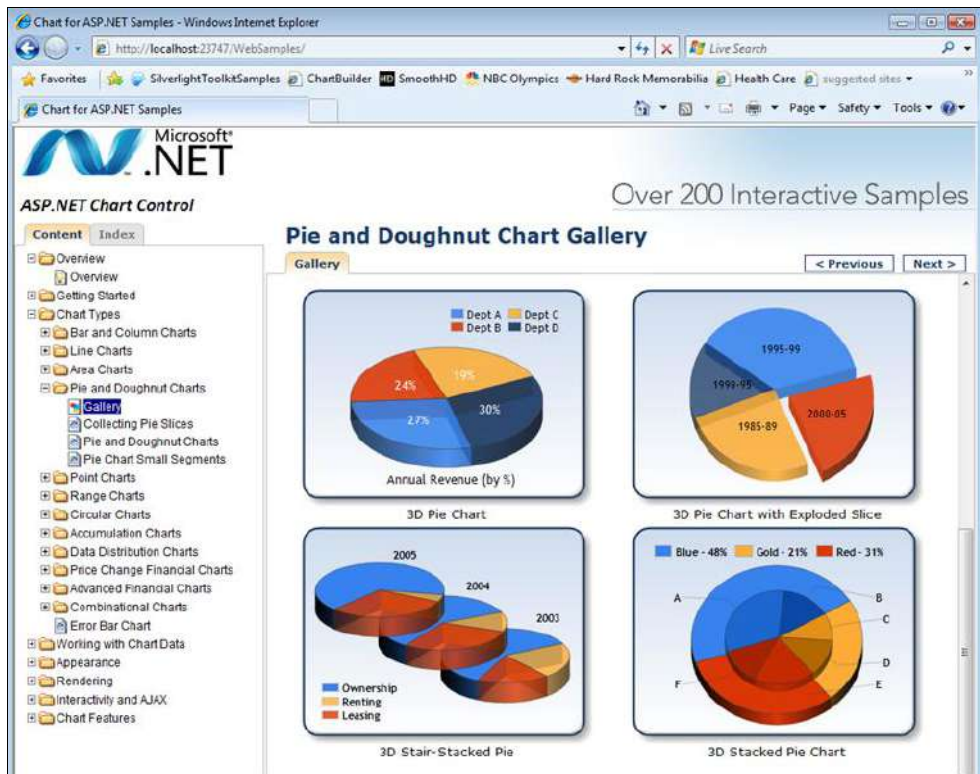 Chart for ASP.NET Samples - Windows Internet Explorer
http://localhost:23747/WebSamples/
Live Search
Favorites SilverlightToolkitSamples ChartBuilder HD SmoothHD NBC Olympics Hard Rock Memorabilia Health Care suggested sites
Chart for ASP.NET Samples
Page Safety Tools
Microsoft
.NET
ASP.NET Chart Control
Over 200 Interactive Samples
Content Index
Overview
Overview
Getting Started
Chart Types
Bar and Column Charts
Line Charts
Area Charts
Pie and Doughnut Charts
Gallery
Collecting Pie Slices
Pie and Doughnut Charts
Pie Chart Small Segments
Point Charts
Range Charts
Circular Charts
Accumulation Charts
Data Distribution Charts
Price Change Financial Charts
Advanced Financial Charts
Combinational Charts
Error Bar Chart
Working with Chart Data
Appearance
Rendering
Interactivity and AJAX
Chart Features
Pie and Doughnut Chart Gallery
Gallery
< Previous Next >
Dept A Dept C
Dept B Dept D
19%
24%
30%
27%
Annual Revenue (by %)
3D Pie Chart
1995-99
2000-05
1985-89
3D Pie Chart with Exploded Slice
2005
2004
2003
Ownership
Renting
Leasing
3D Stair-Stacked Pie
Blue - 48% Gold - 21% Red - 31%
A
B
C
D
F
E
3D Stacked Pie Chart